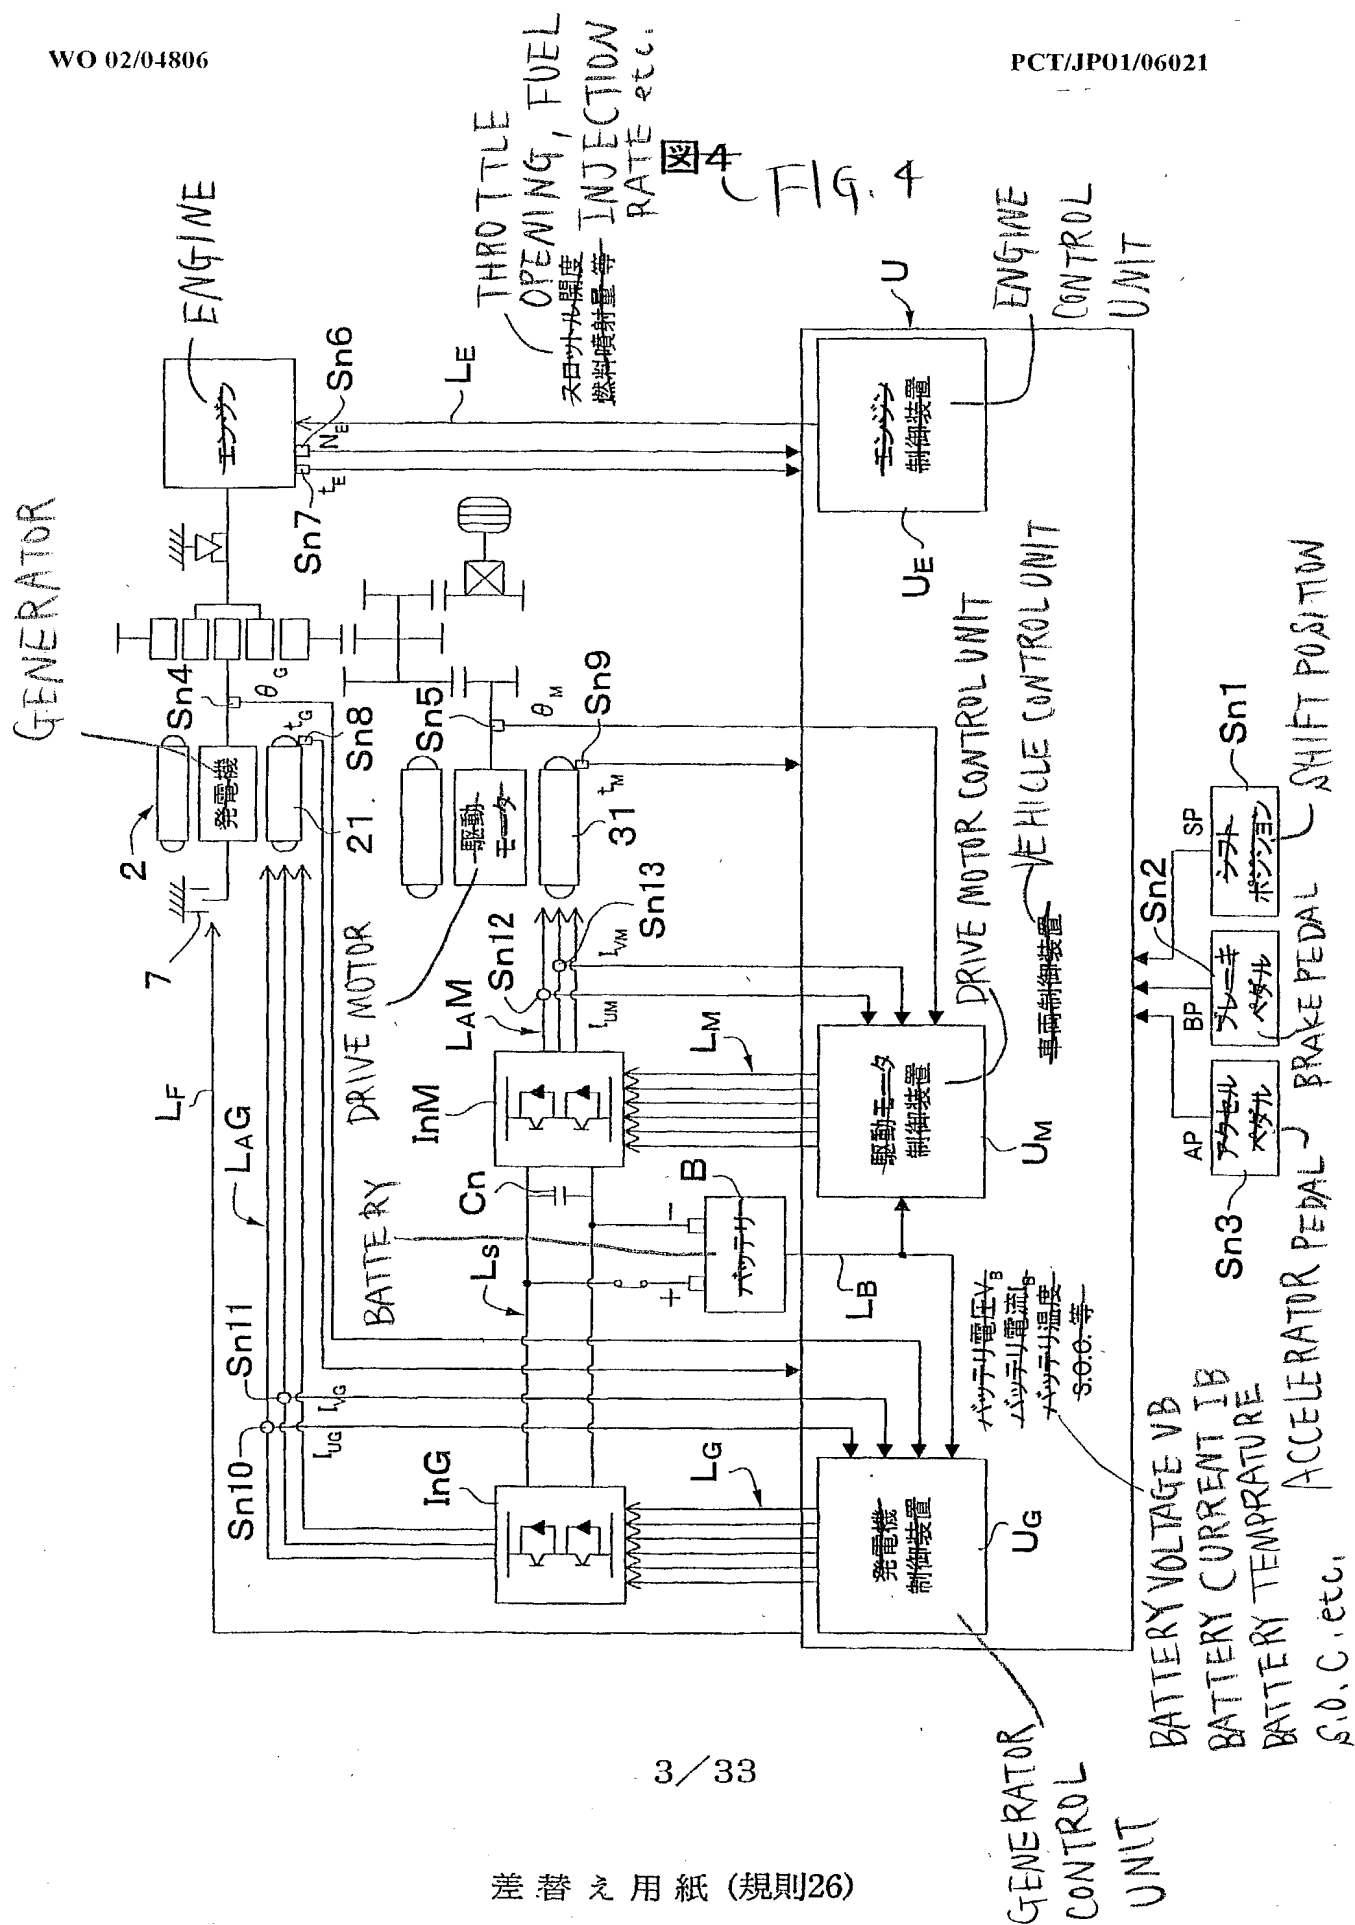 WO 02/04806
PCT/JP01/06021
図4
FIG. 4
THROTTLE
OPENING, FUEL
INJECTION
RATE etc.
スロットル開度
燃料噴射量等
ENGINE
エンジン
Sn6
NE
tE
Sn7
LE
U
エンジン
制御装置
UE
ENGINE
CONTROL
UNIT
GENERATOR
発電機
Sn4
θG
tG
Sn8
21
2
7
LF
LAG
DRIVE MOTOR
駆動
モータ
Sn5
θM
Sn9
tM
31
Sn13
Sn12
IVM
IUM
LAM
InM
LM
駆動モータ
制御装置
UM
DRIVE MOTOR CONTROL UNIT
VEHICLE CONTROL UNIT
車両制御装置
BATTERY
Cn
Ls
B
バッテリ
−
+
LB
バッテリ電圧VB
バッテリ電流IB
バッテリ温度
S.O.C.等
BATTERY VOLTAGE VB
BATTERY CURRENT IB
BATTERY TEMPRATURE
S.O.C. etc.
Sn11
Sn10
IVG
IUG
InG
LG
発電機
制御装置
UG
GENERATOR
CONTROL
UNIT
Sn1
SP
シフト
ポジション
SHIFT POSITION
Sn2
BP
ブレーキ
ペダル
BRAKE PEDAL
AP
アクセル
ペダル
Sn3
ACCELERATOR PEDAL
3/33
差替え用紙 (規則26)